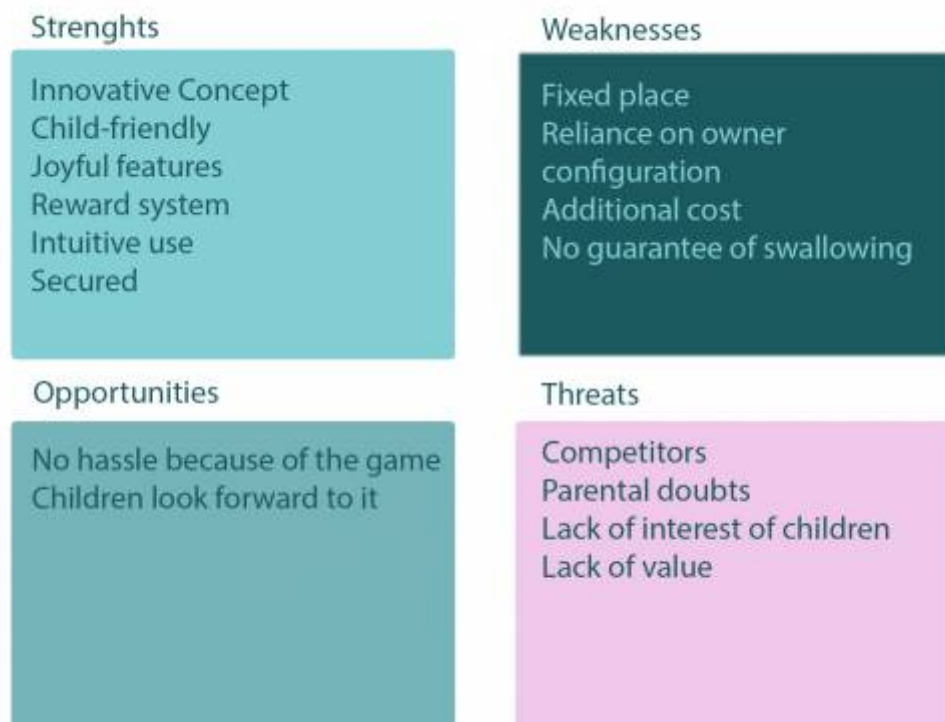 Strenghts
Innovative Concept
Child-friendly
Joyful features
Reward system
Intuitive use
Secured
Weaknesses
Fixed place
Reliance on owner
configuration
Additional cost
No guarantee of swallowing
Opportunities
No hassle because of the game
Children look forward to it
Threats
Competitors
Parental doubts
Lack of interest of children
Lack of value